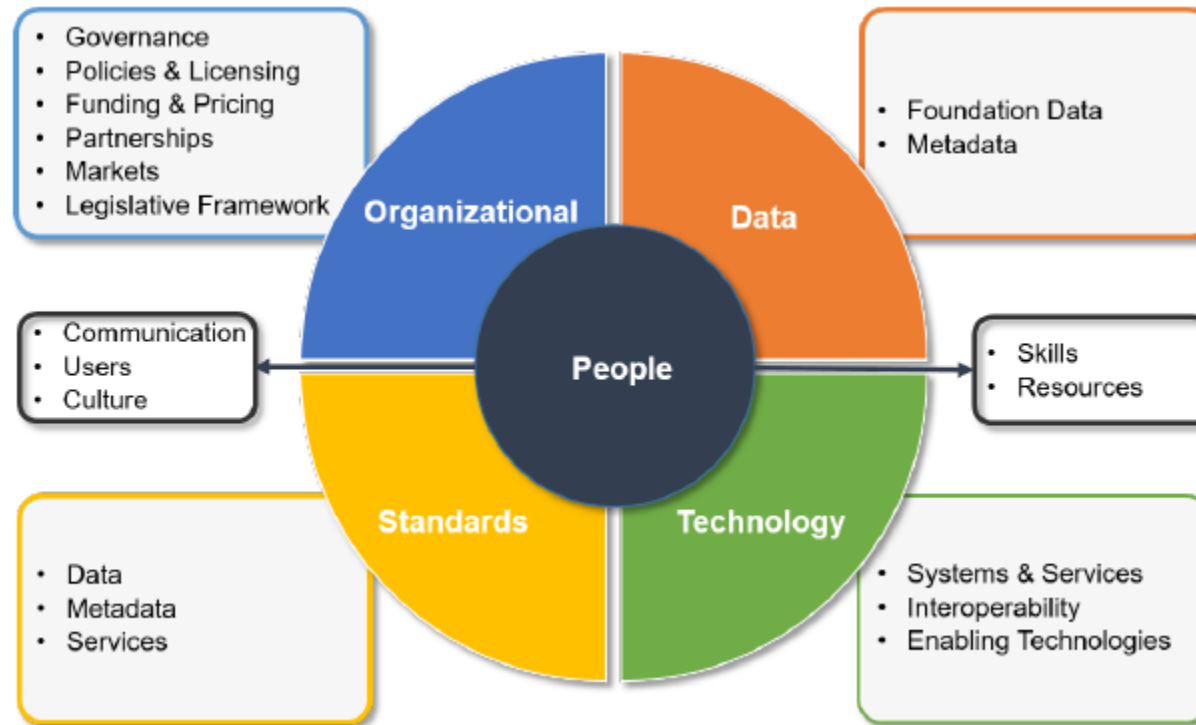 • Governance
• Policies & Licensing
• Funding & Pricing
• Partnerships
• Markets
• Legislative Framework
• Foundation Data
• Metadata
Organizational
Data
• Communication
• Users
• Culture
People
• Skills
• Resources
Standards
Technology
• Data
• Metadata
• Services
• Systems & Services
• Interoperability
• Enabling Technologies